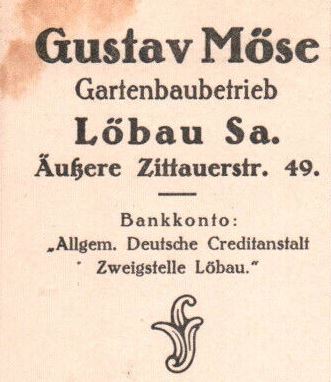 Gustav Möse
Gartenbaubetrieb
Löbau Sa.
Äußere Zittauerstr. 49.
Bankkonto:
„Allgem. Deutsche Creditanstalt
Zweigstelle Löbau.“